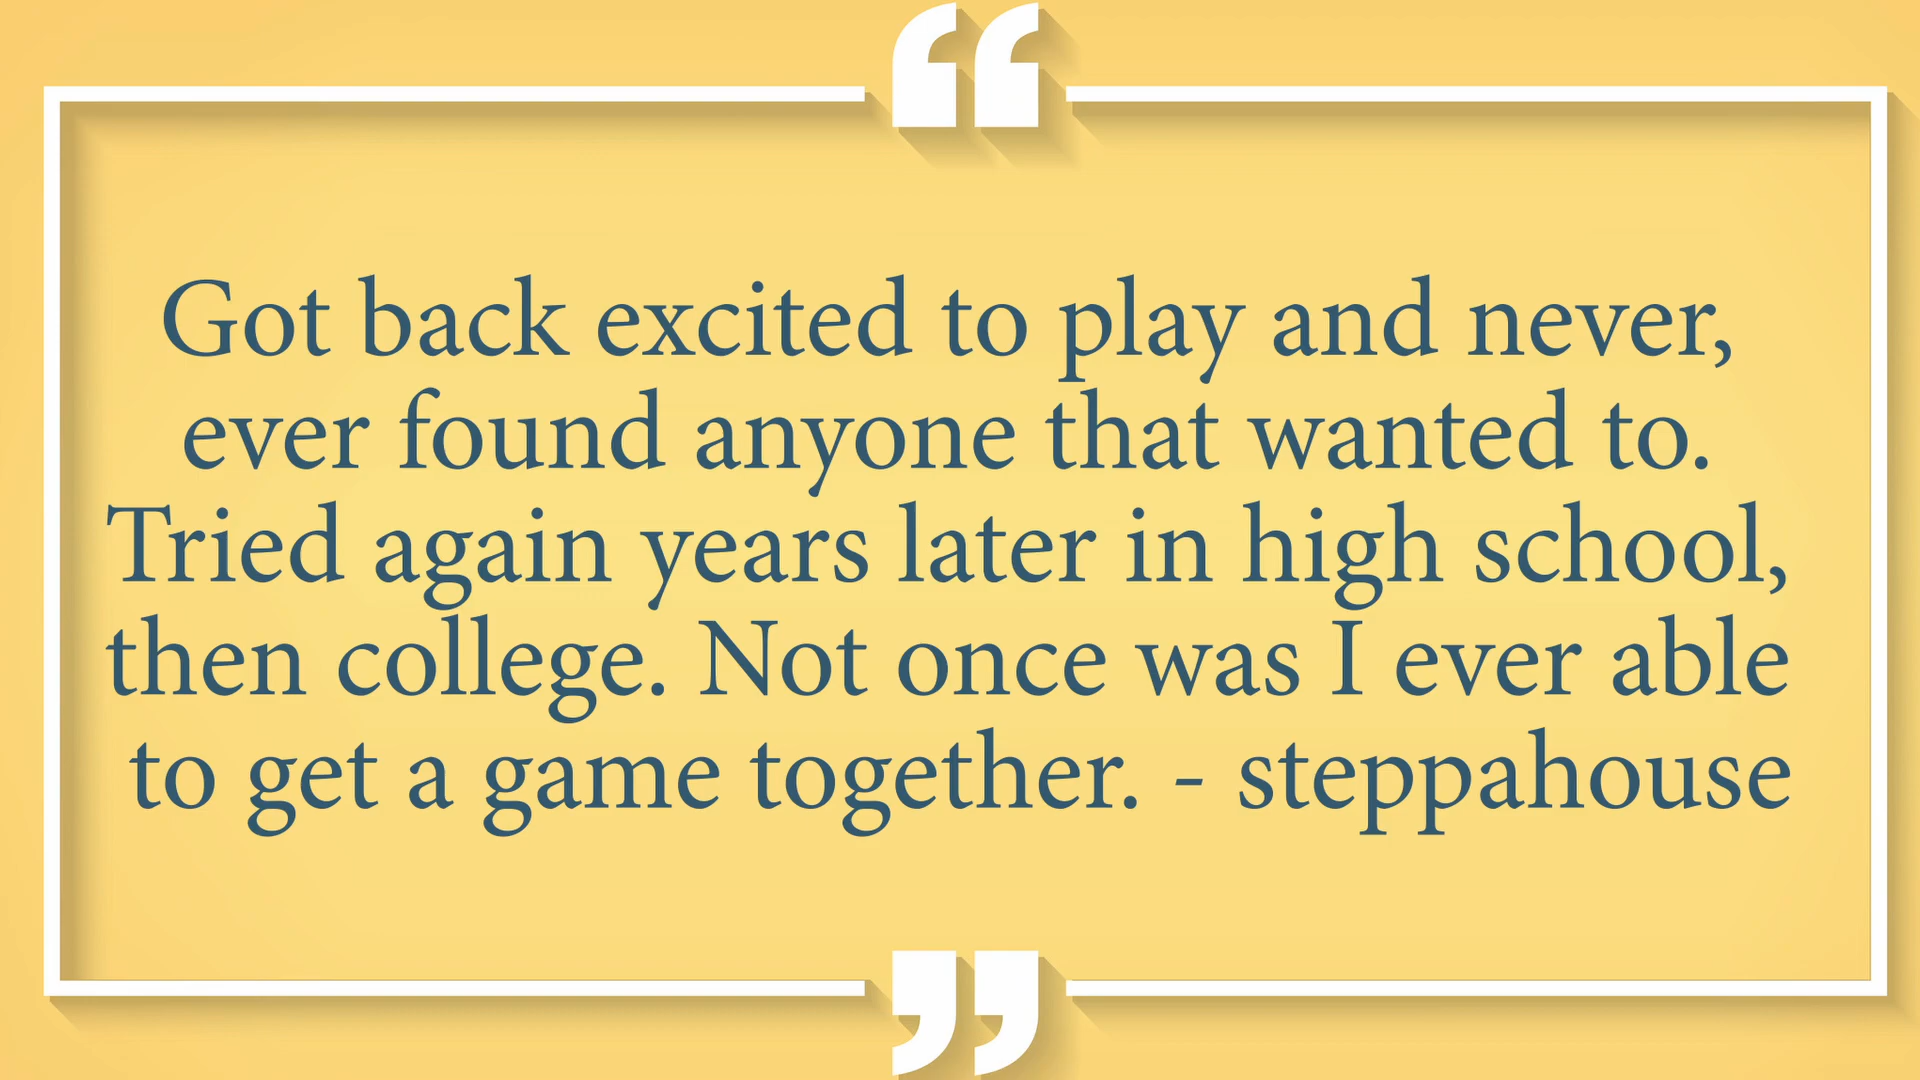 Got back excited to play and never,
ever found anyone that wanted to.
Tried again years later in high school,
then college. Not once was I ever able
to get a game together. - steppahouse